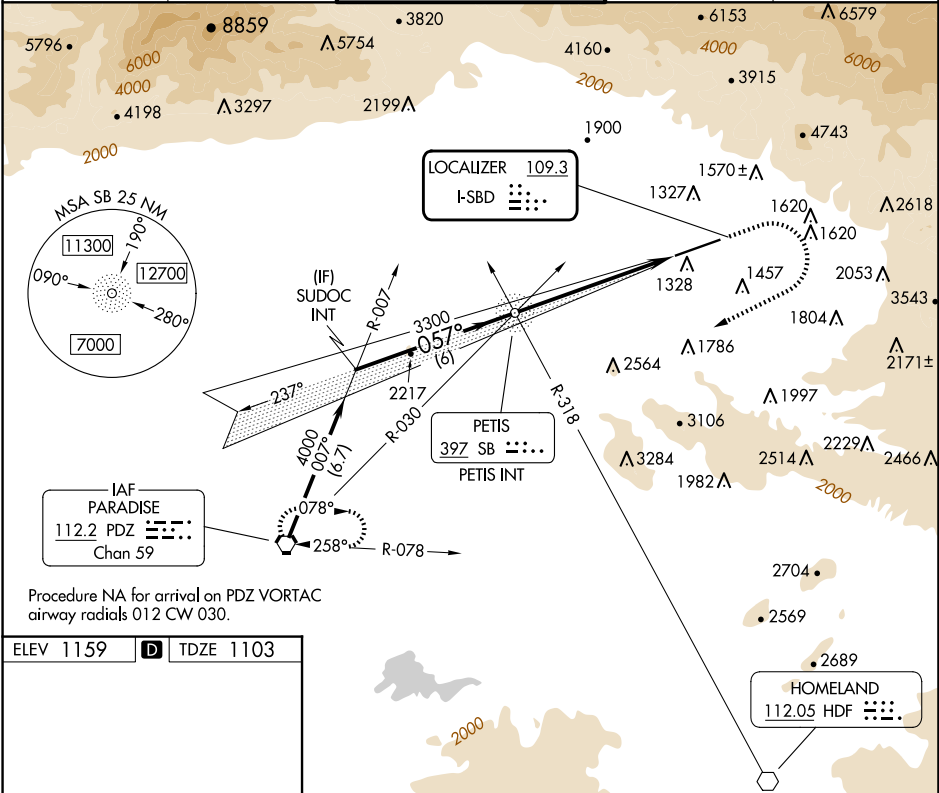 8859
3820
6153
6579
5796
5754
4160
4000
6000
6000
4000
2000
3915
4198
3297
2199
2000
1900
4743
LOCALIZER 109.3
I-SBD
1570±
1327
MSA SB 25 NM
1620
2618
1620
11300
190°
090°
12700
280°
7000
(IF)
SUDOC
INT
R-007
3300
057°
(6)
1328
1457
2053
3543
1804
2217
2564
1786
2171±
237°
R-030
R-318
1997
PETIS
397 SB
PETIS INT
3106
4000
007°
(6.7)
3284
2514
2229
2466
1982
2000
IAF
PARADISE
112.2 PDZ
Chan 59
078°
258°
R-078
2704
Procedure NA for arrival on PDZ VORTAC
airway radials 012 CW 030.
2569
ELEV 1159 D TDZE 1103
2689
HOMELAND
112.05 HDF
2000